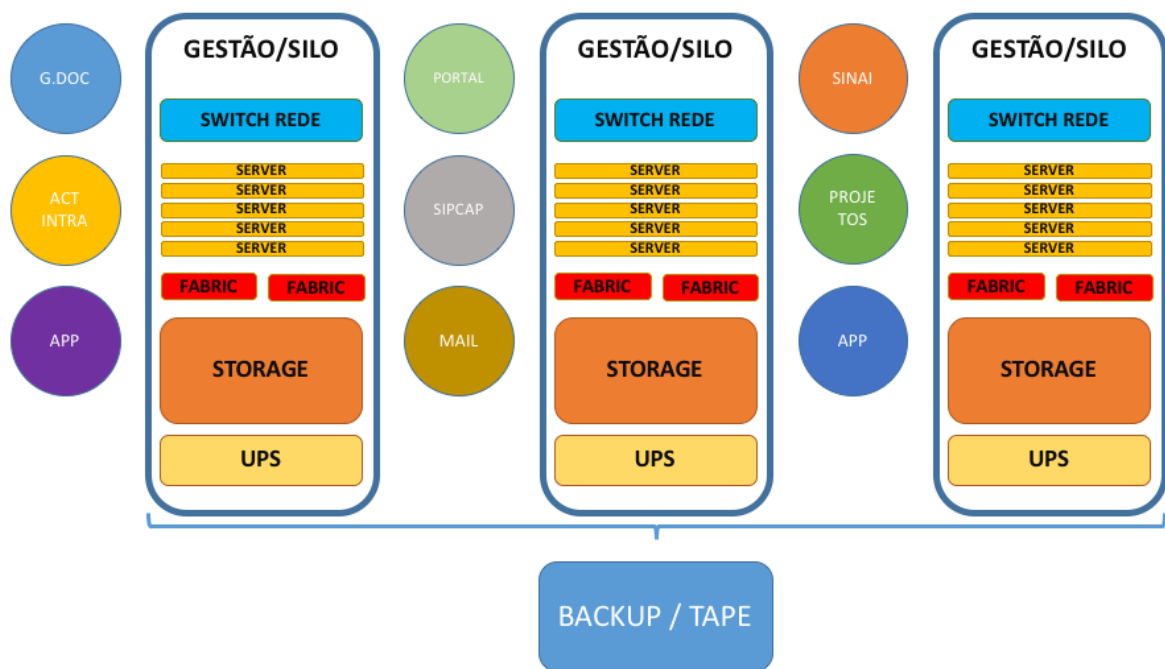 G.DOC
ACT
INTRA
APP
GESTÃO/SILO
SWITCH REDE
SERVER
SERVER
SERVER
SERVER
SERVER
FABRIC FABRIC
STORAGE
UPS
PORTAL
SIPCAP
MAIL
GESTÃO/SILO
SWITCH REDE
SERVER
SERVER
SERVER
SERVER
SERVER
FABRIC FABRIC
STORAGE
UPS
SINAI
PROJE
TOS
APP
GESTÃO/SILO
SWITCH REDE
SERVER
SERVER
SERVER
SERVER
SERVER
FABRIC FABRIC
STORAGE
UPS
BACKUP / TAPE